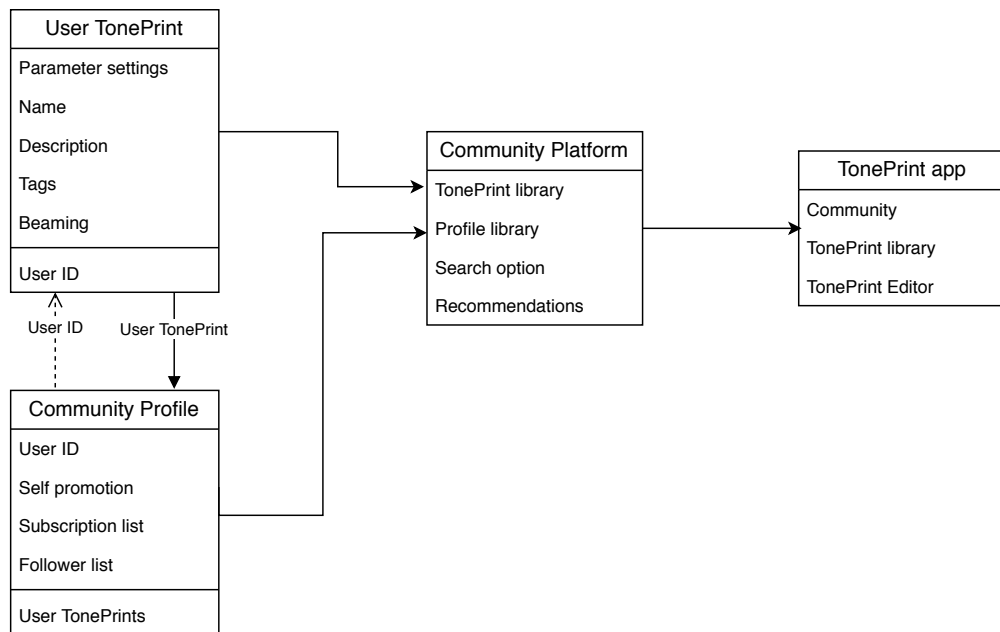 User TonePrint
Parameter settings
Name
Description
Tags
Beaming
User ID
User ID
User TonePrint
Community Profile
User ID
Self promotion
Subscription list
Follower list
User TonePrints
Community Platform
TonePrint library
Profile library
Search option
Recommendations
TonePrint app
Community
TonePrint library
TonePrint Editor